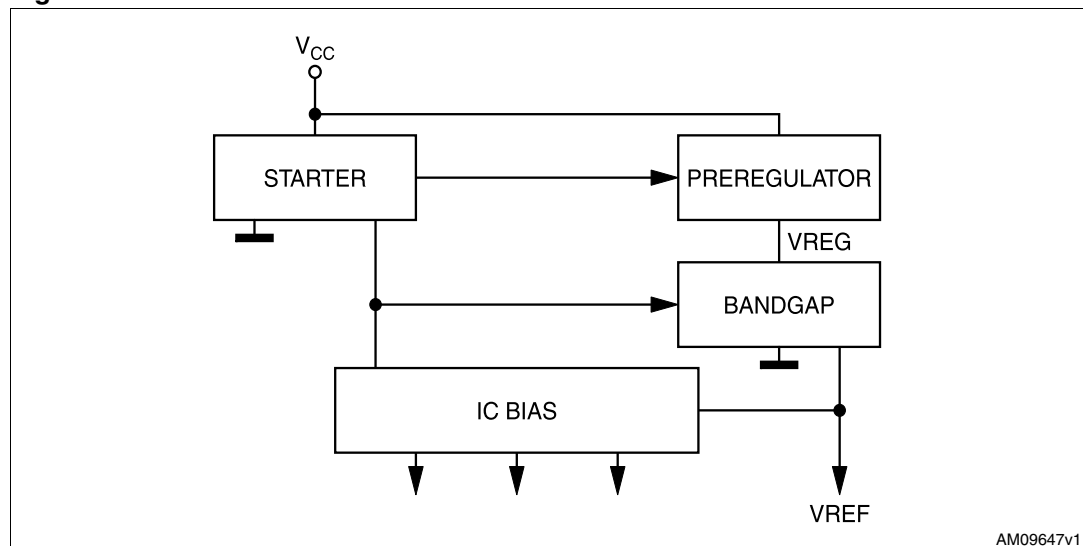 V_CC
STARTER
PREREGULATOR
VREG
BANDGAP
IC BIAS
VREF
AM09647v1